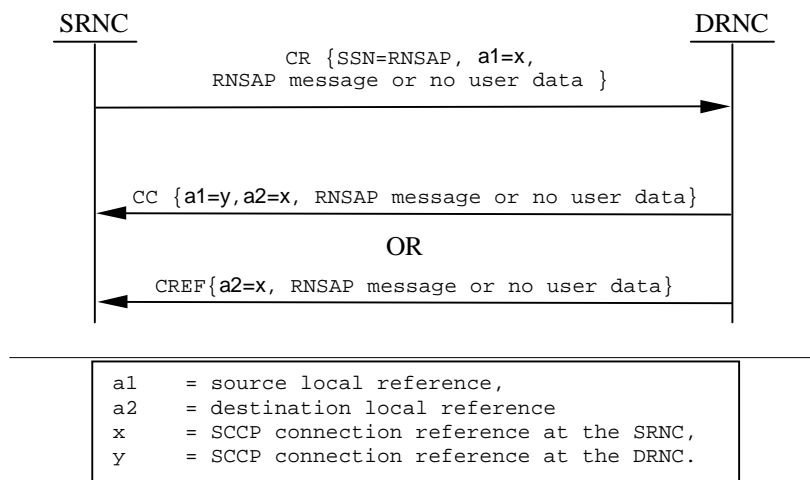 SRNC DRNC
CR {SSN=RNSAP, a1=x,
RNSAP message or no user data }
CC {a1=y,a2=x, RNSAP message or no user data}
OR
CREF{a2=x, RNSAP message or no user data}
a1 = source local reference,
a2 = destination local reference
x = SCCP connection reference at the SRNC,
y = SCCP connection reference at the DRNC.